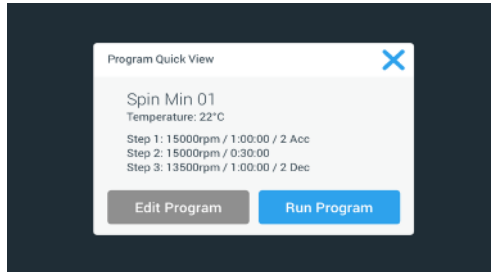 Program Quick View
Spin Min 01
Temperature: 22°C
Step 1: 15000rpm / 1:00:00 / 2 Acc
Step 2: 15000rpm / 0:30:00
Step 3: 13500rpm / 1:00:00 / 2 Dec
Edit Program
Run Program